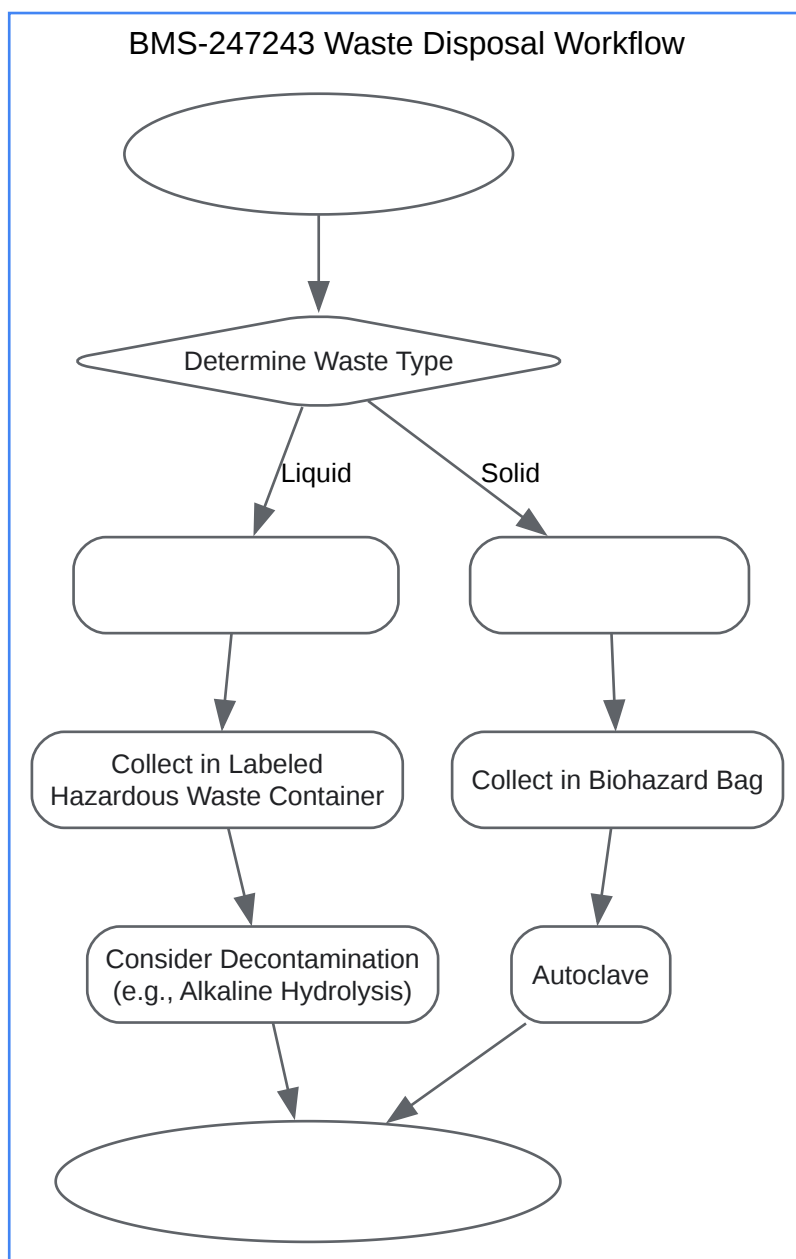 BMS-247243 Waste Disposal Workflow
Determine Waste Type
Liquid
Solid
Collect in Labeled
Hazardous Waste Container
Collect in Biohazard Bag
Consider Decontamination
(e.g., Alkaline Hydrolysis)
Autoclave